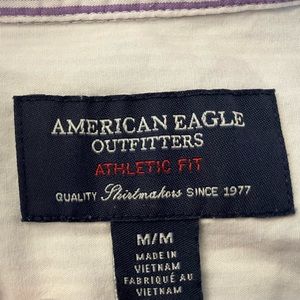 AMERICAN EAGLE
OUTFITTERS
ATHLETIC FIT
QUALITY Shirtmakers SINCE 1977
M/M
MADE IN
VIETNAM
FABRIQUÉ AU
VIETNAM